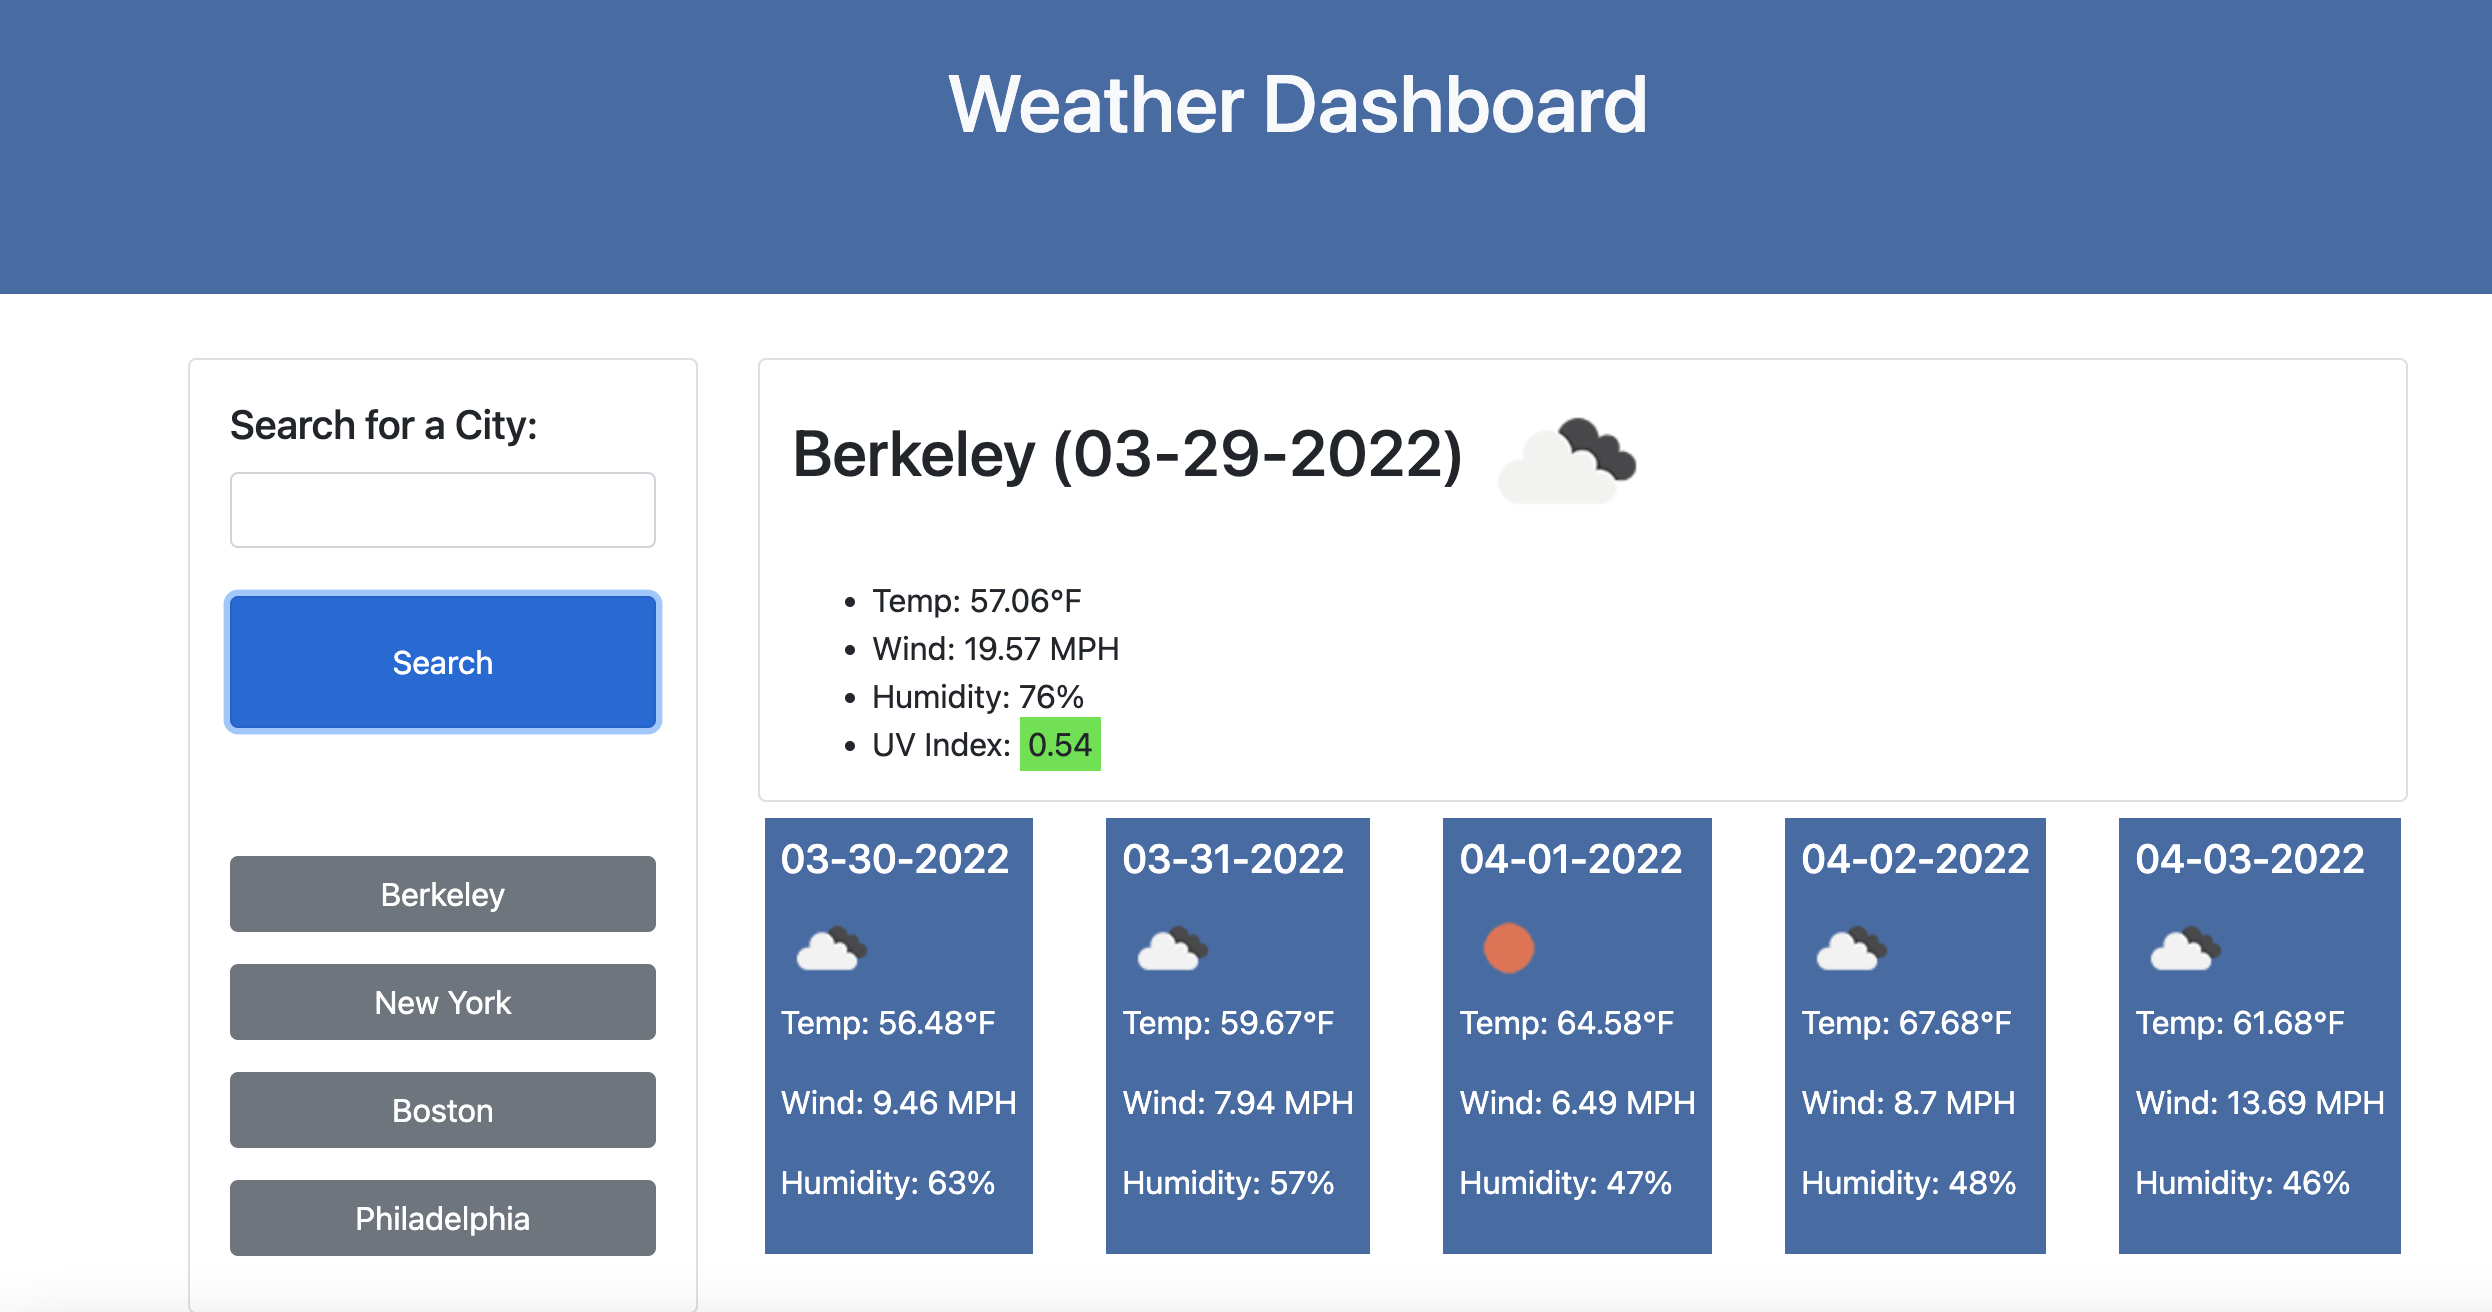 Weather Dashboard
Search for a City:
Search
Berkeley
New York
Boston
Philadelphia
Berkeley (03-29-2022)
Temp: 57.06°F
Wind: 19.57 MPH
Humidity: 76%
UV Index: 0.54
03-30-2022
Temp: 56.48°F
Wind: 9.46 MPH
Humidity: 63%
03-31-2022
Temp: 59.67°F
Wind: 7.94 MPH
Humidity: 57%
04-01-2022
Temp: 64.58°F
Wind: 6.49 MPH
Humidity: 47%
04-02-2022
Temp: 67.68°F
Wind: 8.7 MPH
Humidity: 48%
04-03-2022
Temp: 61.68°F
Wind: 13.69 MPH
Humidity: 46%